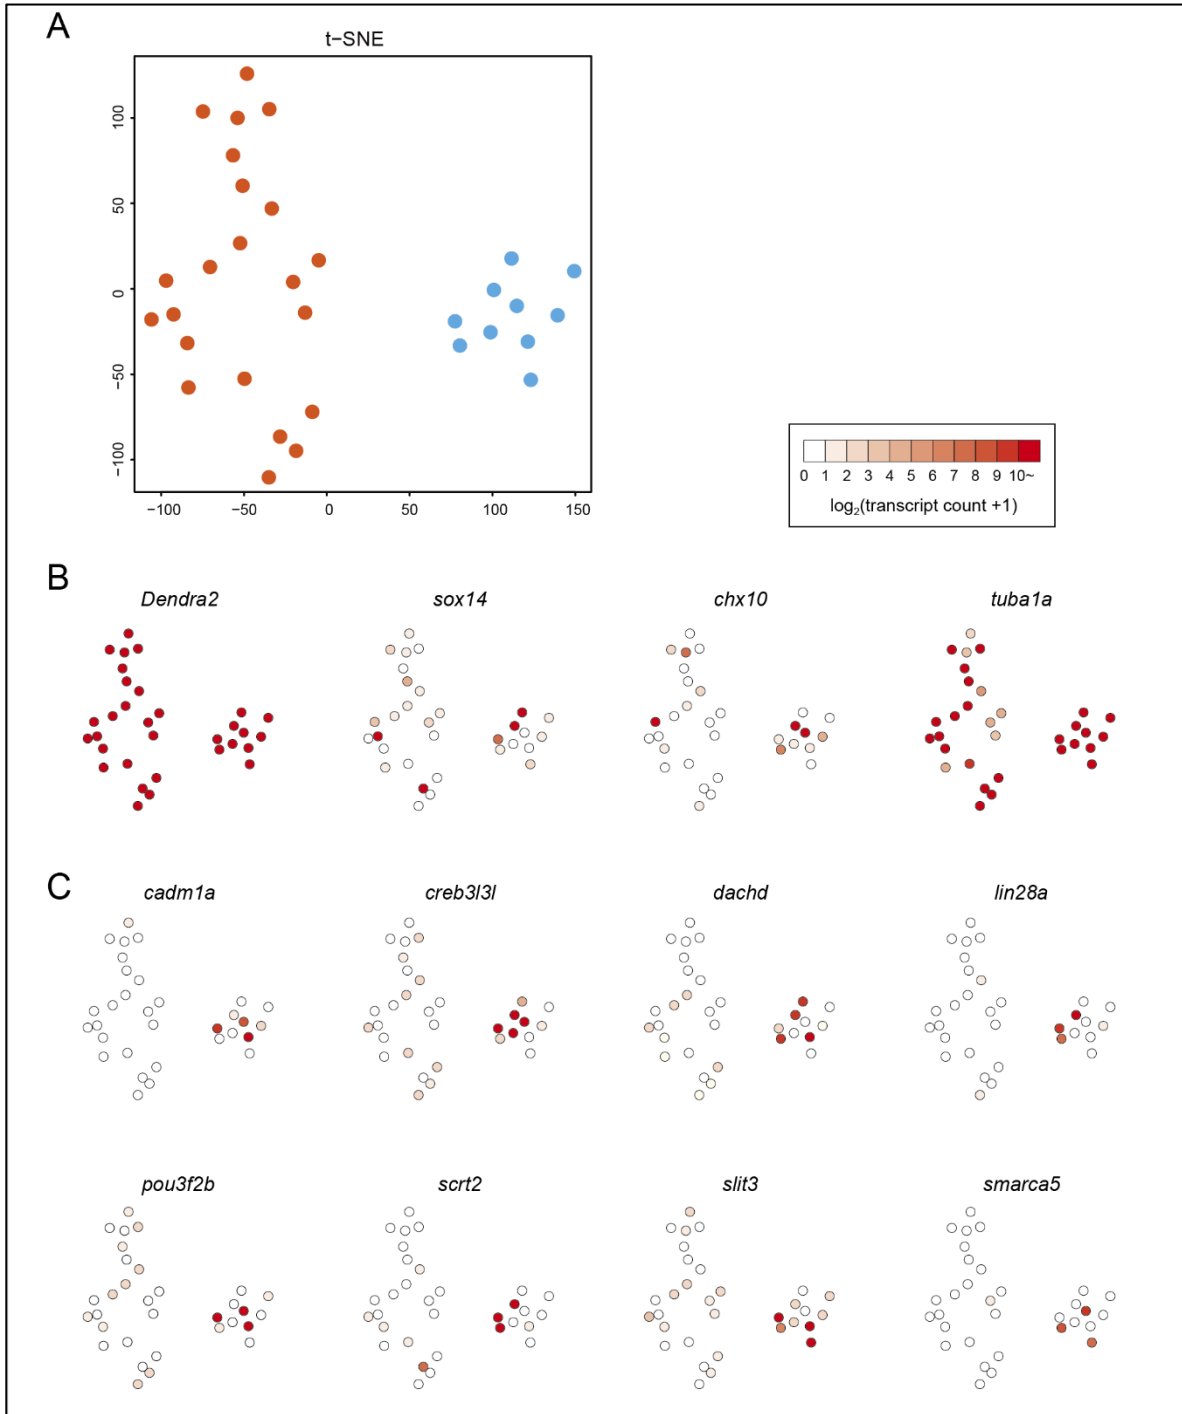 A
t−SNE
100
50
0
−50
−100
−100 −50 0 50 100 150
0 1 2 3 4 5 6 7 8 9 10~
log₂(transcript count +1)
B
Dendra2 sox14 chx10 tuba1a
C
cadm1a creb3l3l dachd lin28a
pou3f2b scrt2 slit3 smarca5